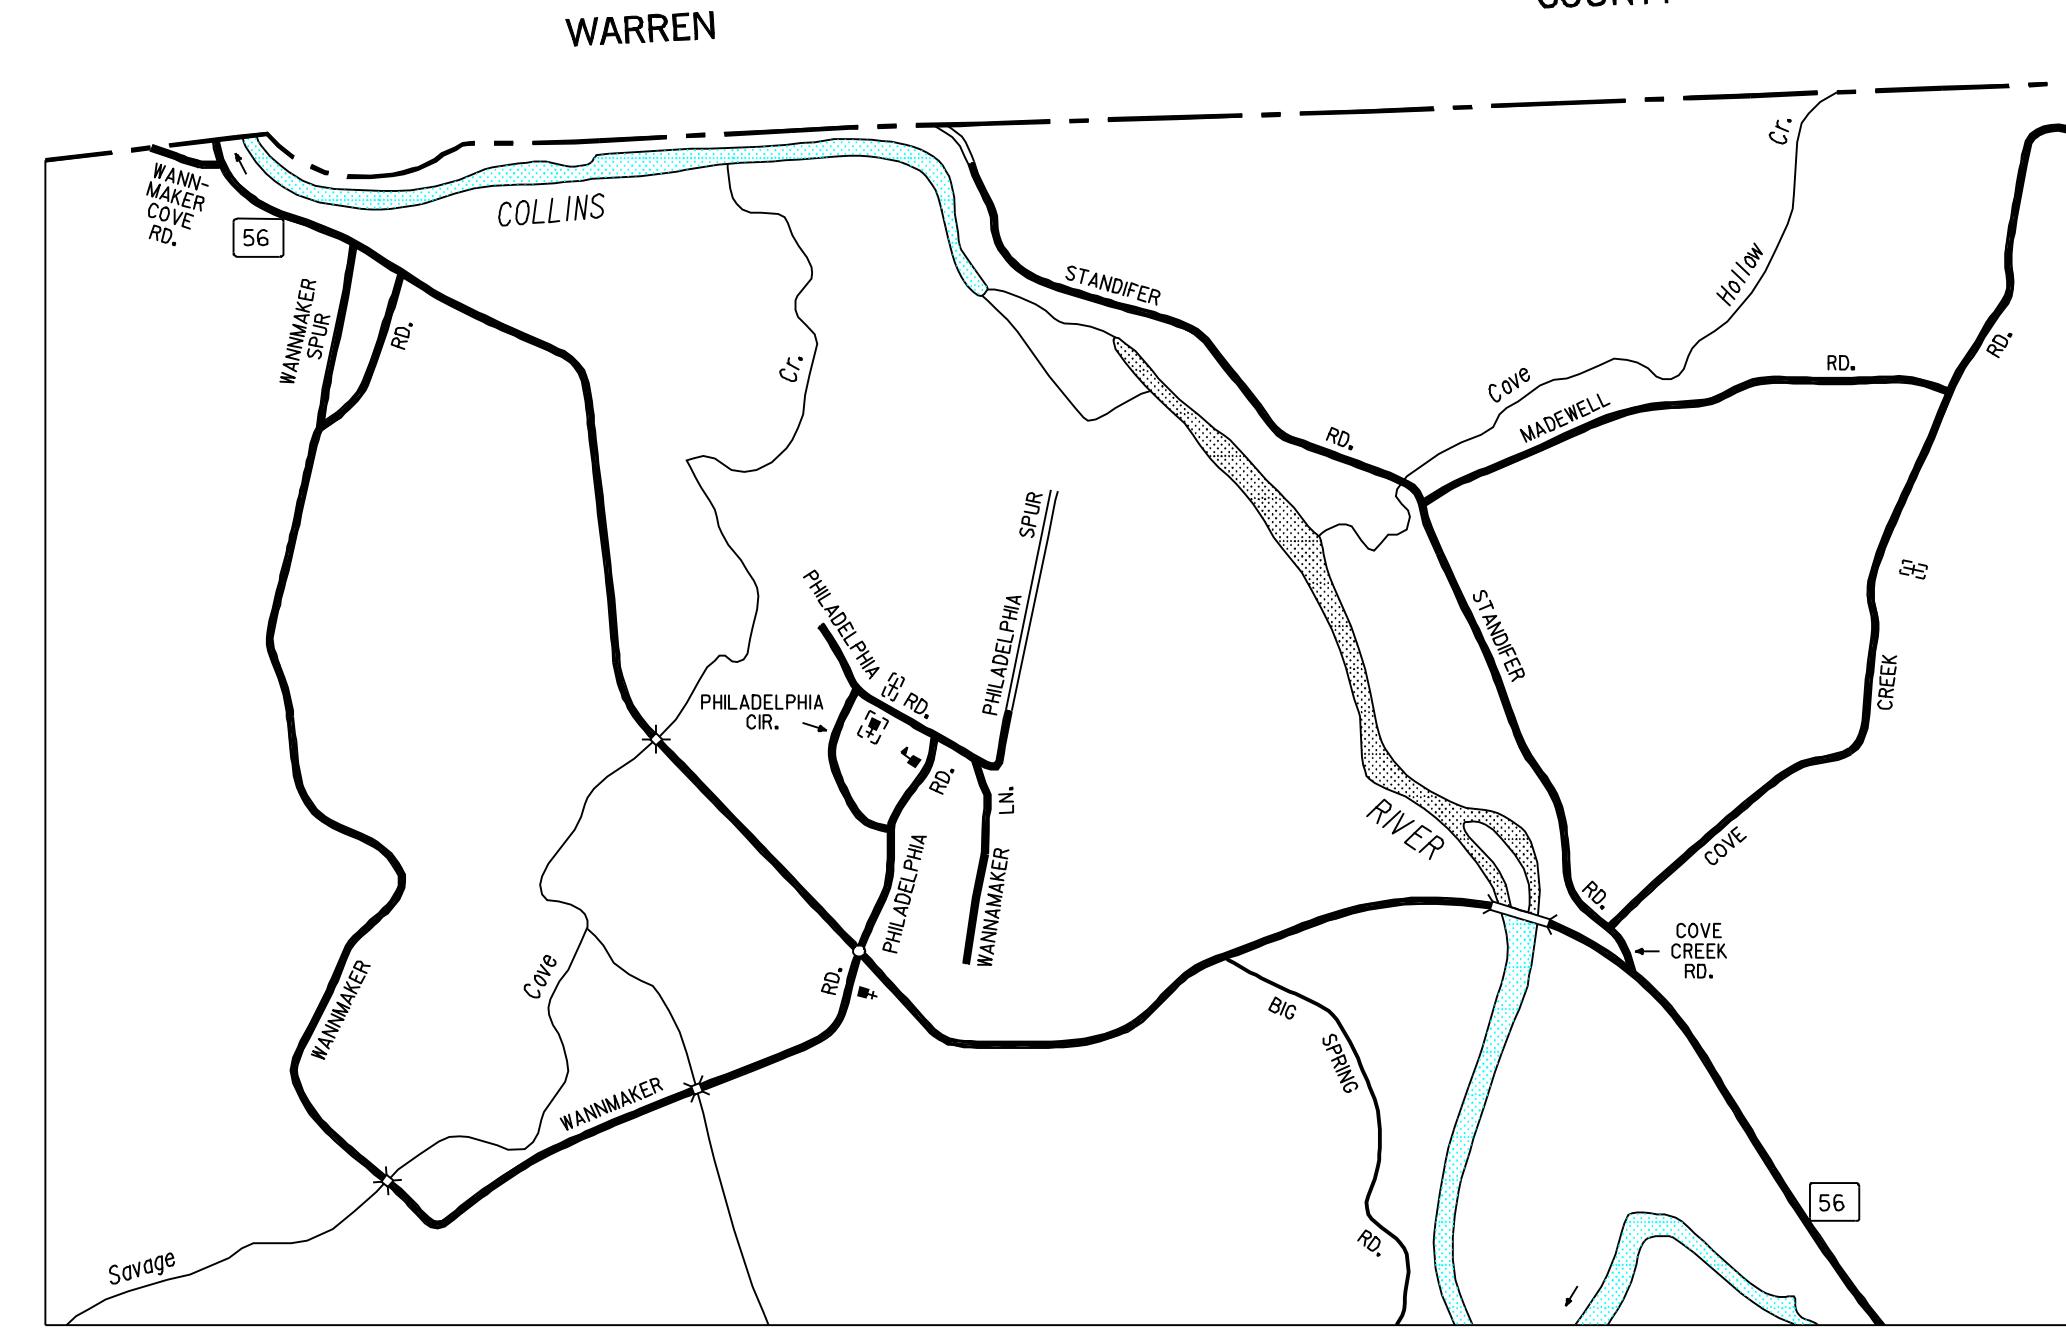 WARREN
WANN-
MAKER
COVE
RD.
56
COLLINS
STANDIFER
Cr.
Hollow
WANNMAKER
SPUR
RD.
Cr.
RD.
RD.
Cove
MADEWELL
RD.
SPUR
PHILADELPHIA
PHILADELPHIA
RD.
STANDIFER
CREEK
PHILADELPHIA
CIR.
RD.
LN.
RIVER
COVE
PHILADELPHIA
WANNAMAKER
RD.
COVE
CREEK
RD.
WANNMAKER
Cove
RD.
BIG
SPRING
WANNMAKER
RD.
56
Savage